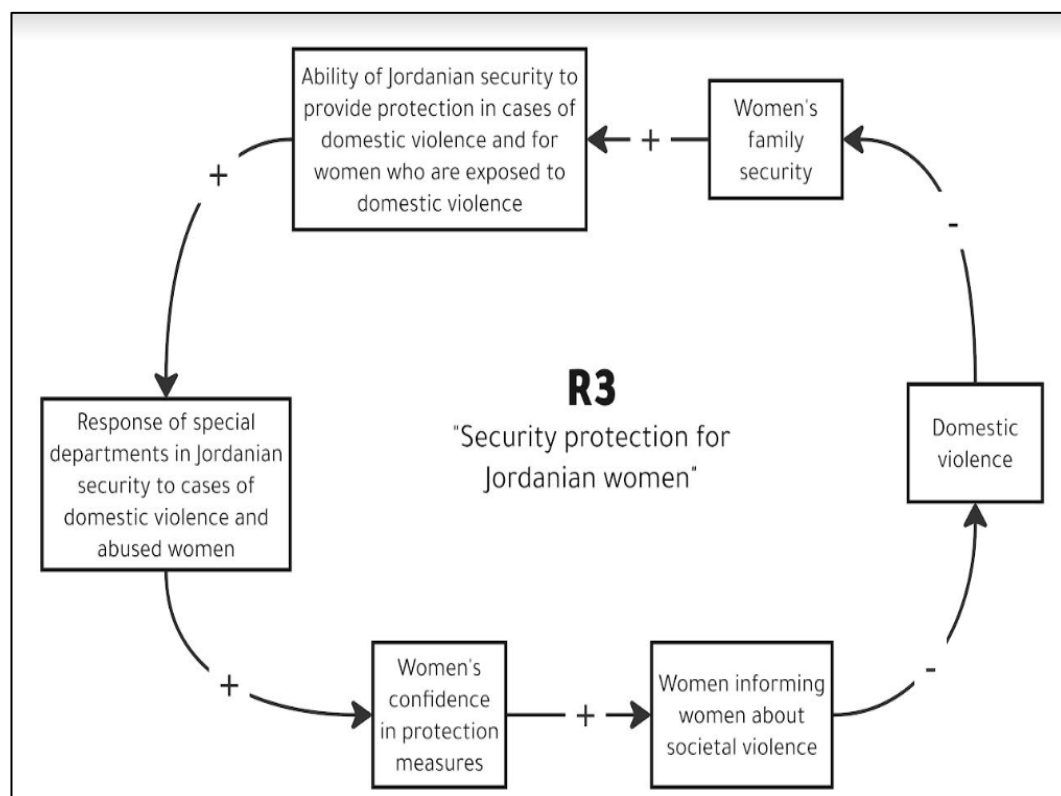 Ability of Jordanian security to
provide protection in cases of
domestic violence and for
women who are exposed to
domestic violence
+
Women's
family
security
+
-
Response of special
departments in Jordanian
security to cases of
domestic violence and
abused women
R3
"Security protection for
Jordanian women"
Domestic
violence
+
Women's
confidence
in protection
measures
+
Women informing
women about
societal violence
-